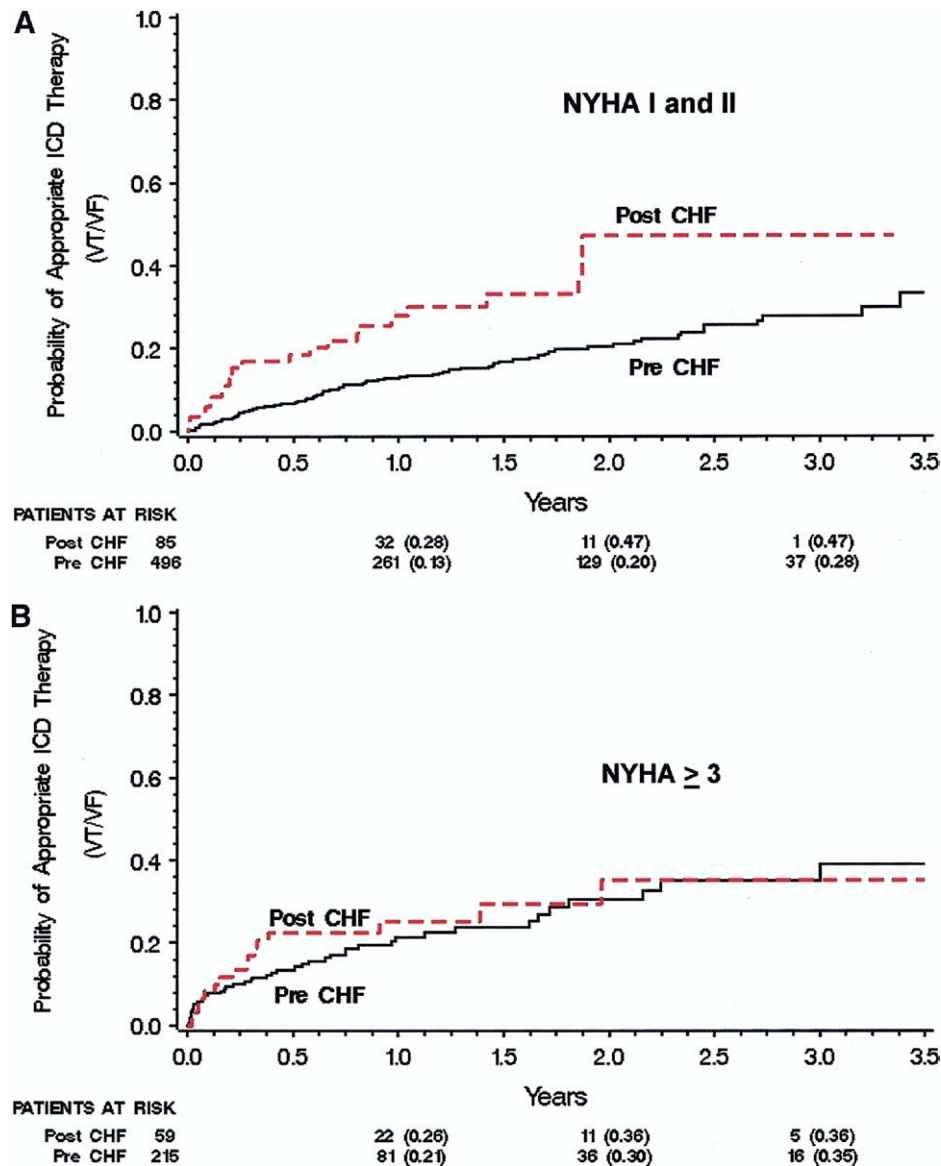 A
Probability of Appropriate ICD Therapy
(VT/VF)
1.0
0.8
0.6
0.4
0.2
0.0
NYHA I and II
Post CHF
Pre CHF
0.0 0.5 1.0 1.5 2.0 2.5 3.0 3.5
Years
PATIENTS AT RISK
Post CHF 85 32 (0.28) 11 (0.47) 1 (0.47)
Pre CHF 496 261 (0.13) 129 (0.20) 37 (0.28)
B
Probability of Appropriate ICD Therapy
(VT/VF)
1.0
0.8
0.6
0.4
0.2
0.0
NYHA ≥ 3
Post CHF
Pre CHF
0.0 0.5 1.0 1.5 2.0 2.5 3.0 3.5
Years
PATIENTS AT RISK
Post CHF 59 22 (0.26) 11 (0.36) 5 (0.36)
Pre CHF 215 81 (0.21) 36 (0.30) 16 (0.35)